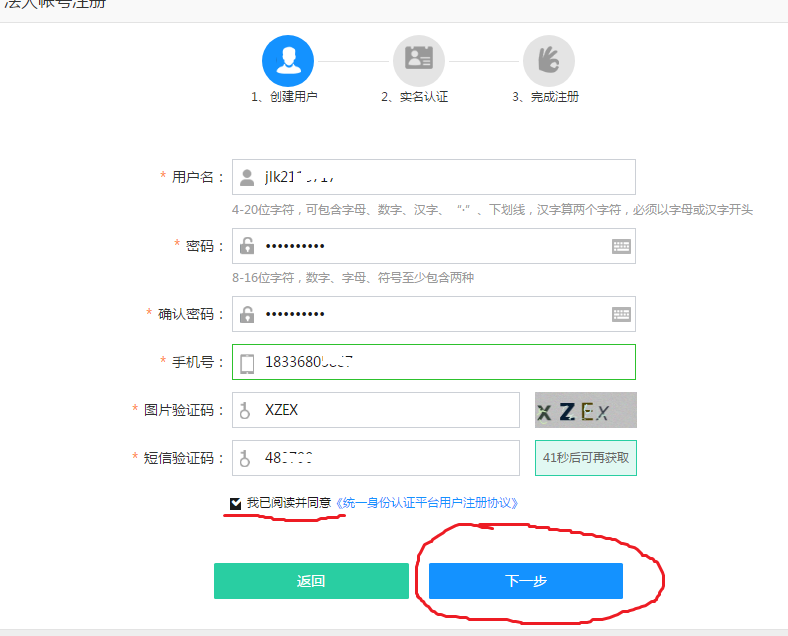 法人帐号注册
1、创建用户
2、实名认证
3、完成注册
* 用户名：
4-20位字符，可包含字母、数字、汉字、“·”、下划线，汉字算两个字符，必须以字母或汉字开头
* 密码： ••••••••••
8-16位字符，数字、字母、符号至少包含两种
* 确认密码： ••••••••••
* 手机号：
* 图片验证码： XZEX XZEX
* 短信验证码： 41秒后可再获取
我已阅读并同意《统一身份认证平台用户注册协议》
返回 下一步